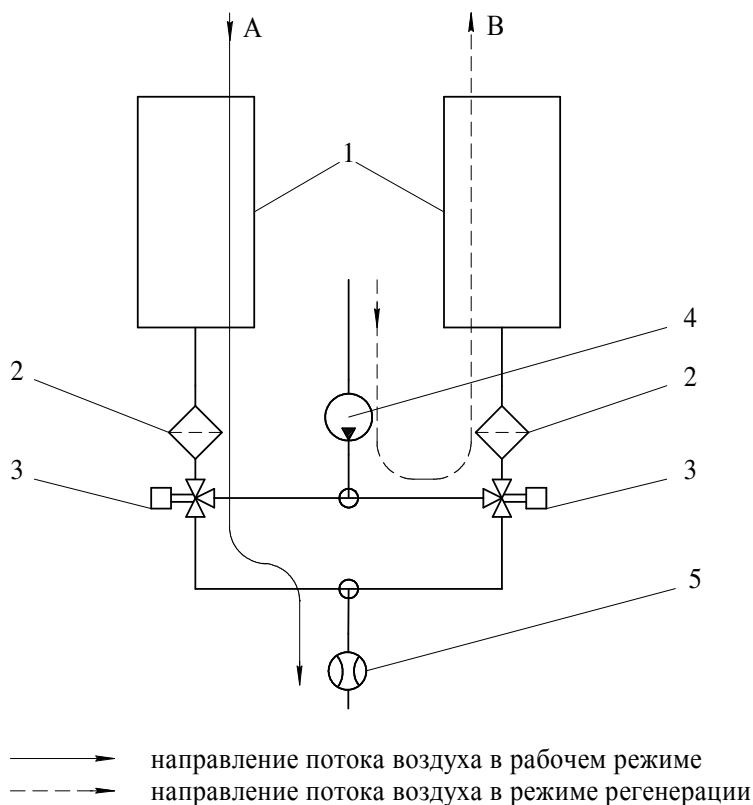 А В
1
4
2 2
3 3
5
направление потока воздуха в рабочем режиме
направление потока воздуха в режиме регенерации